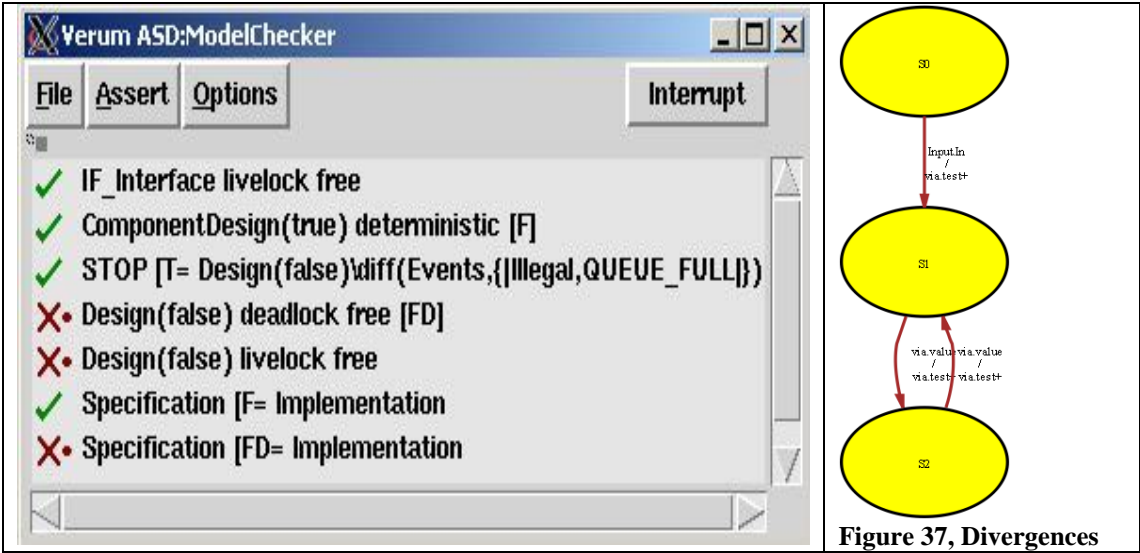 Verum ASD:ModelChecker
File Assert Options Interrupt
IF_Interface livelock free
ComponentDesign(true) deterministic [F]
STOP [T= Design(false)\diff(Events,{|Illegal,QUEUE_FULL|})
Design(false) deadlock free [FD]
Design(false) livelock free
Specification [F= Implementation
Specification [FD= Implementation
S0
Input.In
/
via.test+
S1
via.value via.value
/ /
via.test+ via.test+
S2
Figure 37, Divergences